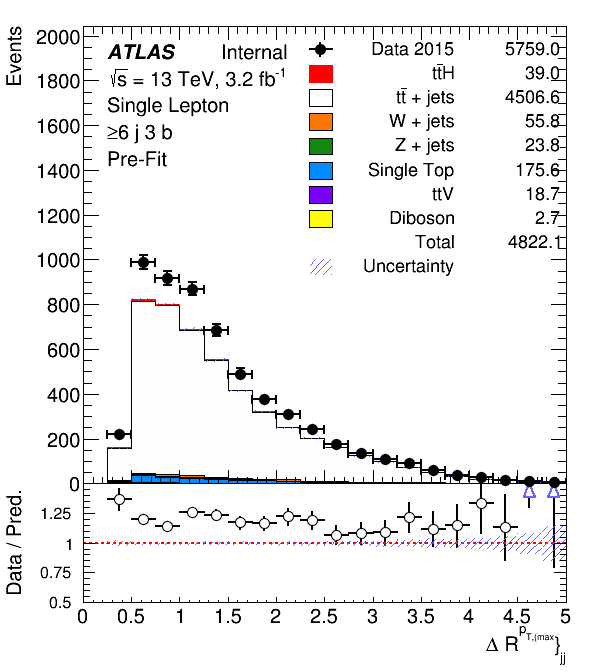 Events
2000
1800
1600
1400
1200
1000
800
600
400
200
0
ATLAS Internal
√s = 13 TeV, 3.2 fb⁻¹
Single Lepton
≥6 j 3 b
Pre-Fit
Data 2015 5759.0
tt̄H 39.0
tt̄ + jets 4506.6
W + jets 55.8
Z + jets 23.8
Single Top 175.6
ttV 18.7
Diboson 2.7
Total 4822.1
Uncertainty
Data / Pred.
1.25
1
0.75
0.5
0 0.5 1 1.5 2 2.5 3 3.5 4 4.5 5
Δ R^{p_{T,(max}}}_{jj}